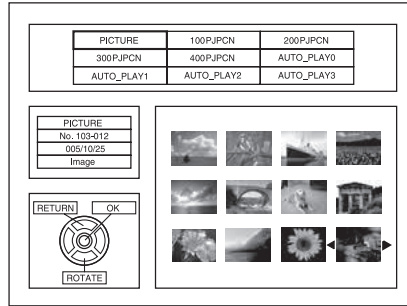 PICTURE 100PJPCN 200PJPCN
300PJPCN 400PJPCN AUTO_PLAY0
AUTO_PLAY1 AUTO_PLAY2 AUTO_PLAY3
PICTURE
No. 103-012
005/10/25
Image
RETURN OK
ROTATE